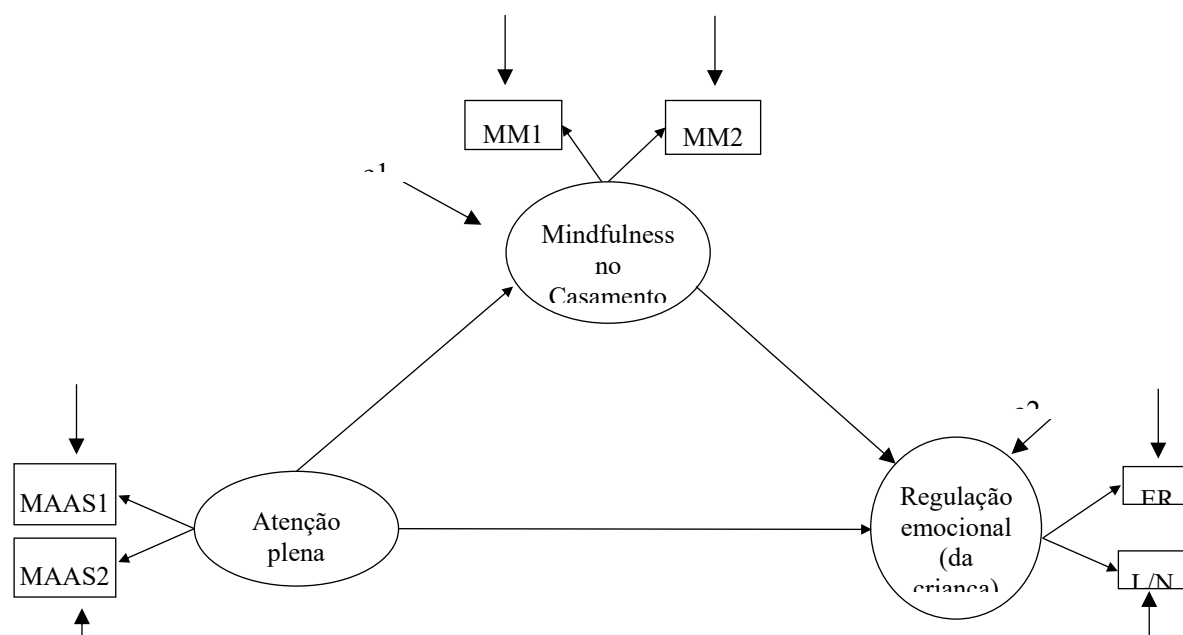 MM1
MM2
Mindfulness
no
Casamento
MAAS1
MAAS2
Atenção
plena
Regulação
emocional
(da
criança)
L/N